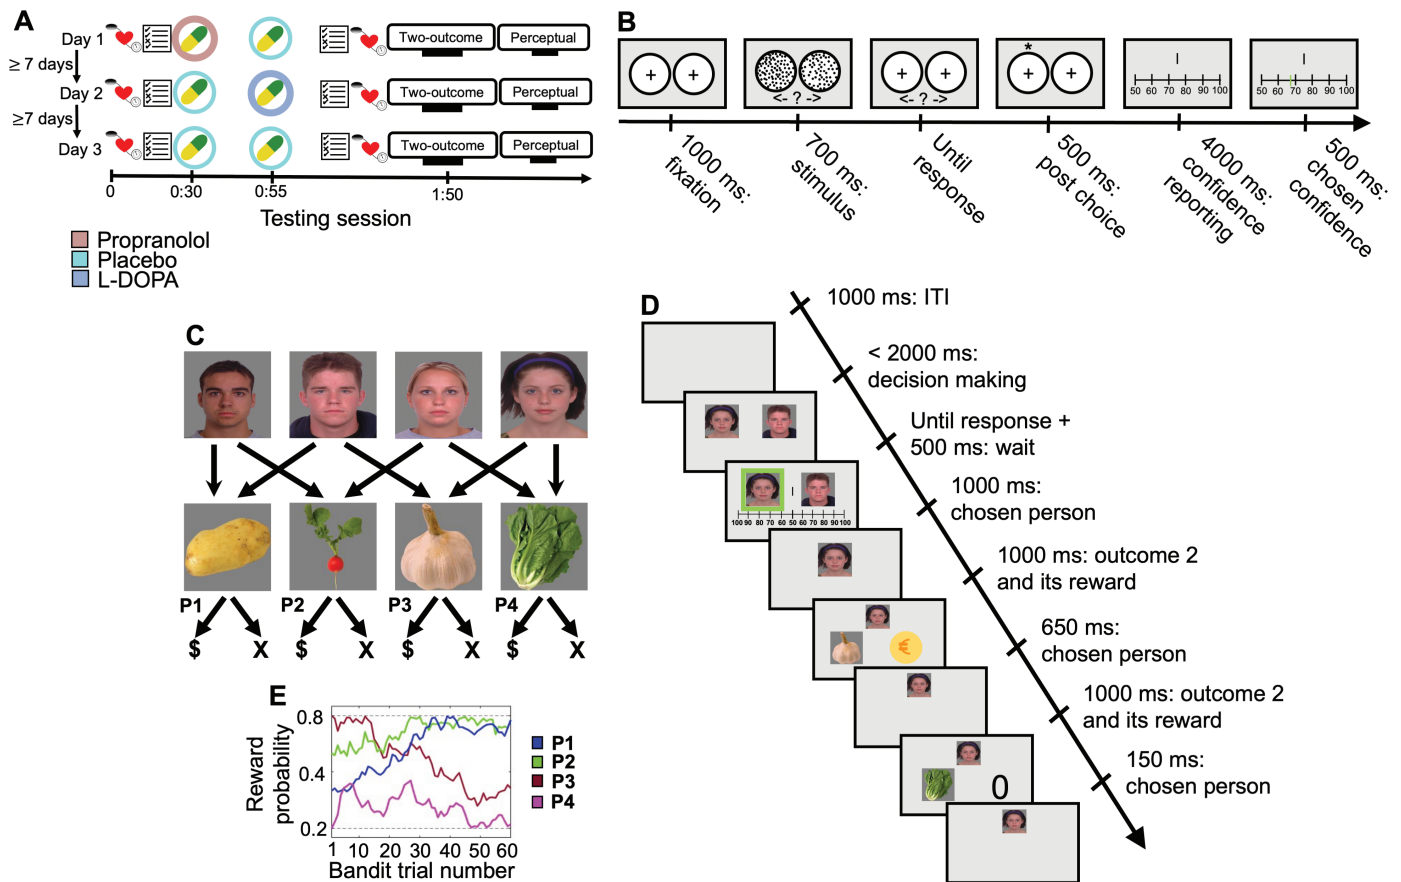 A
Day 1
≥ 7 days
Day 2
≥7 days
Day 3
Two-outcome
Perceptual
Two-outcome
Perceptual
Two-outcome
Perceptual
0
0:30
0:55
1:50
Testing session
Propranolol
Placebo
L-DOPA
B
+ +
<- ? ->
+ +
<- ? ->
*
+ +
50 60 70 80 90 100
50 60 70 80 90 100
1000 ms:
fixation
700 ms:
stimulus
Until
response
500 ms:
post choice
4000 ms:
confidence
reporting
500 ms:
chosen
confidence
C
P1
P2
P3
P4
$ X $ X $ X $ X
D
1000 ms: ITI
< 2000 ms:
decision making
Until response +
500 ms: wait
100 90 80 70 60 50 60 70 80 90 100
1000 ms:
chosen person
1000 ms: outcome 2
and its reward
€
650 ms:
chosen person
1000 ms: outcome 2
and its reward
0
150 ms:
chosen person
E
Reward
probability
0.8
0.4
0.2
1 10 20 30 40 50 60
Bandit trial number
P1
P2
P3
P4